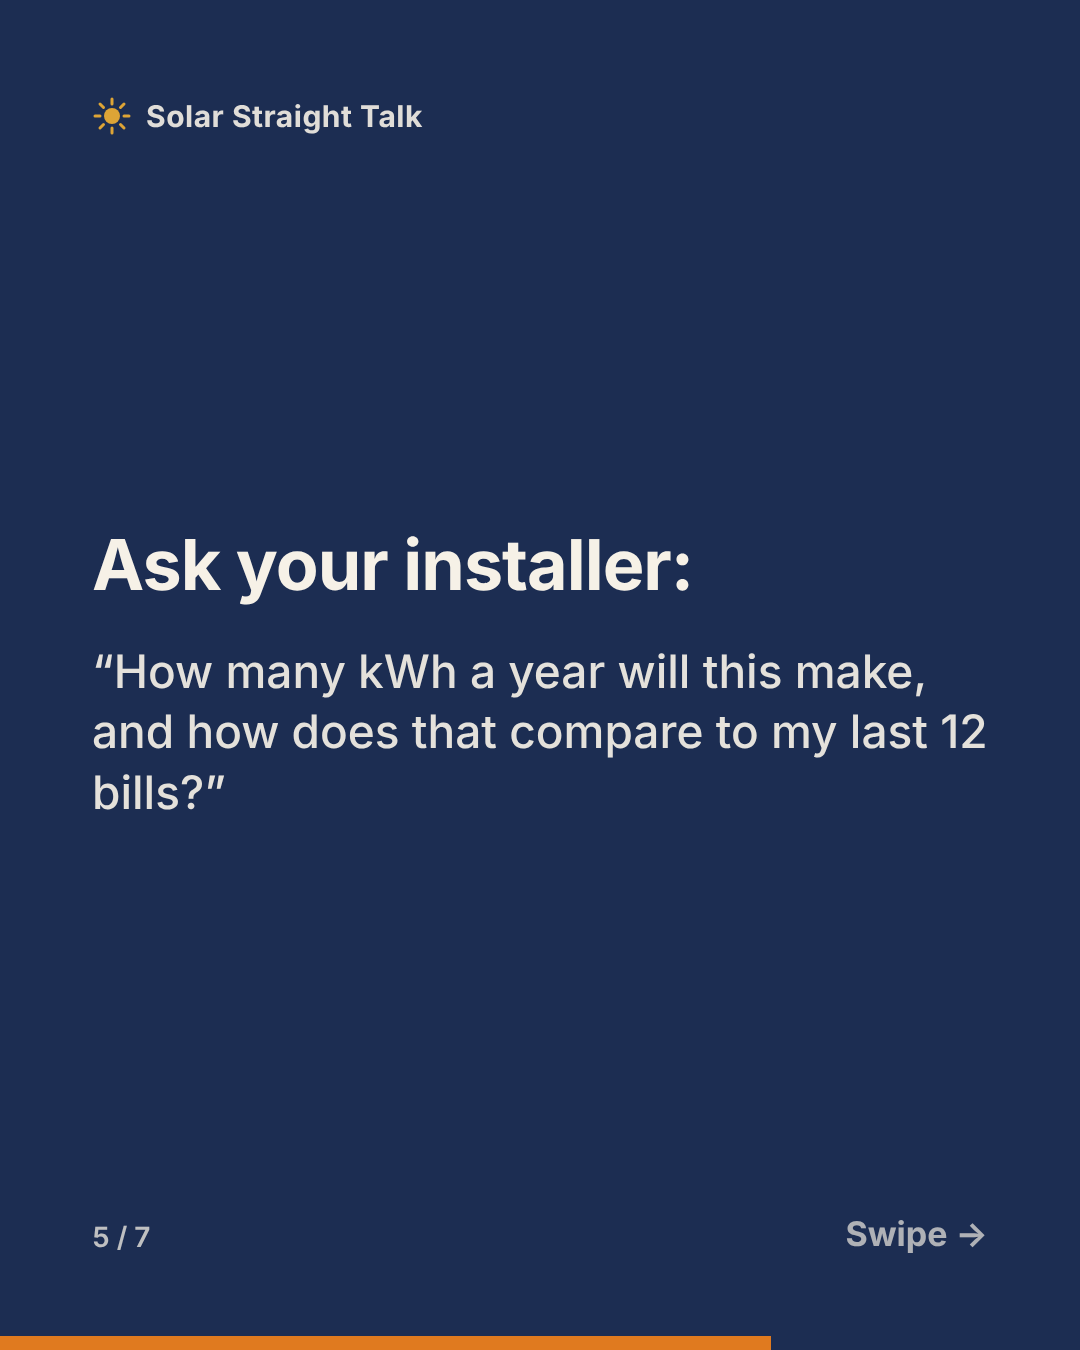 Solar Straight Talk
Ask your installer:
“How many kWh a year will this make,
and how does that compare to my last 12
bills?”
5 / 7
Swipe →